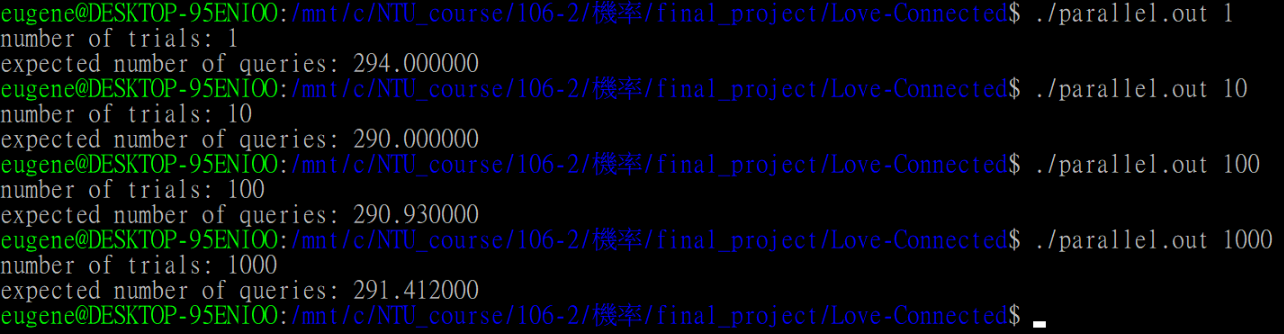 eugene@DESKTOP-95ENIOO:/mnt/c/NTU_course/106-2/機率/final_project/Love-Connected$ ./parallel.out 1
number of trials: 1
expected number of queries: 294.000000
eugene@DESKTOP-95ENIOO:/mnt/c/NTU_course/106-2/機率/final_project/Love-Connected$ ./parallel.out 10
number of trials: 10
expected number of queries: 290.000000
eugene@DESKTOP-95ENIOO:/mnt/c/NTU_course/106-2/機率/final_project/Love-Connected$ ./parallel.out 100
number of trials: 100
expected number of queries: 290.930000
eugene@DESKTOP-95ENIOO:/mnt/c/NTU_course/106-2/機率/final_project/Love-Connected$ ./parallel.out 1000
number of trials: 1000
expected number of queries: 291.412000
eugene@DESKTOP-95ENIOO:/mnt/c/NTU_course/106-2/機率/final_project/Love-Connected$